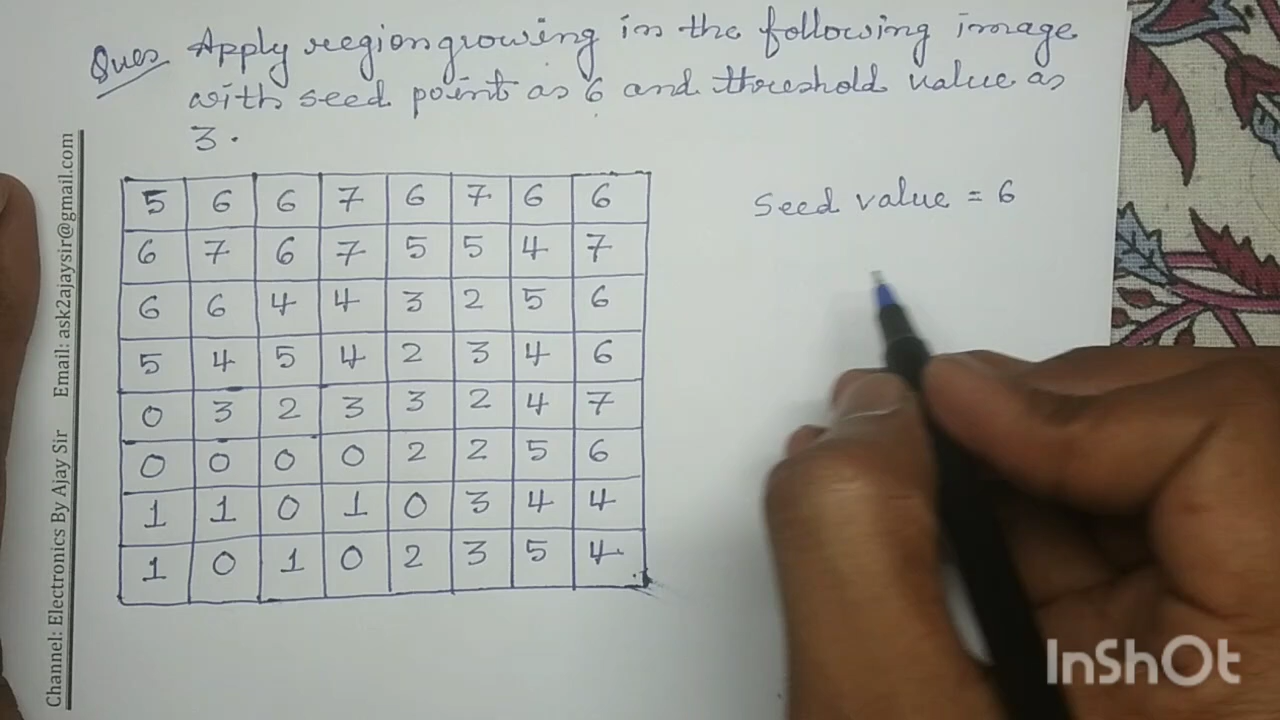 Ques Apply region growing in the following image
with seed point as 6 and threshold value as
3.
5 6 6 7 6 7 6 6
6 7 6 7 5 5 4 7
6 6 4 4 3 2 5 6
5 4 5 4 2 3 4 6
0 3 2 3 3 2 4 7
0 0 0 0 2 2 5 6
1 1 0 1 0 3 4 4
1 0 1 0 2 3 5 4
Seed value = 6
Channel: Electronics By Ajay Sir Email: ask2ajaysir@gmail.com
InShOt